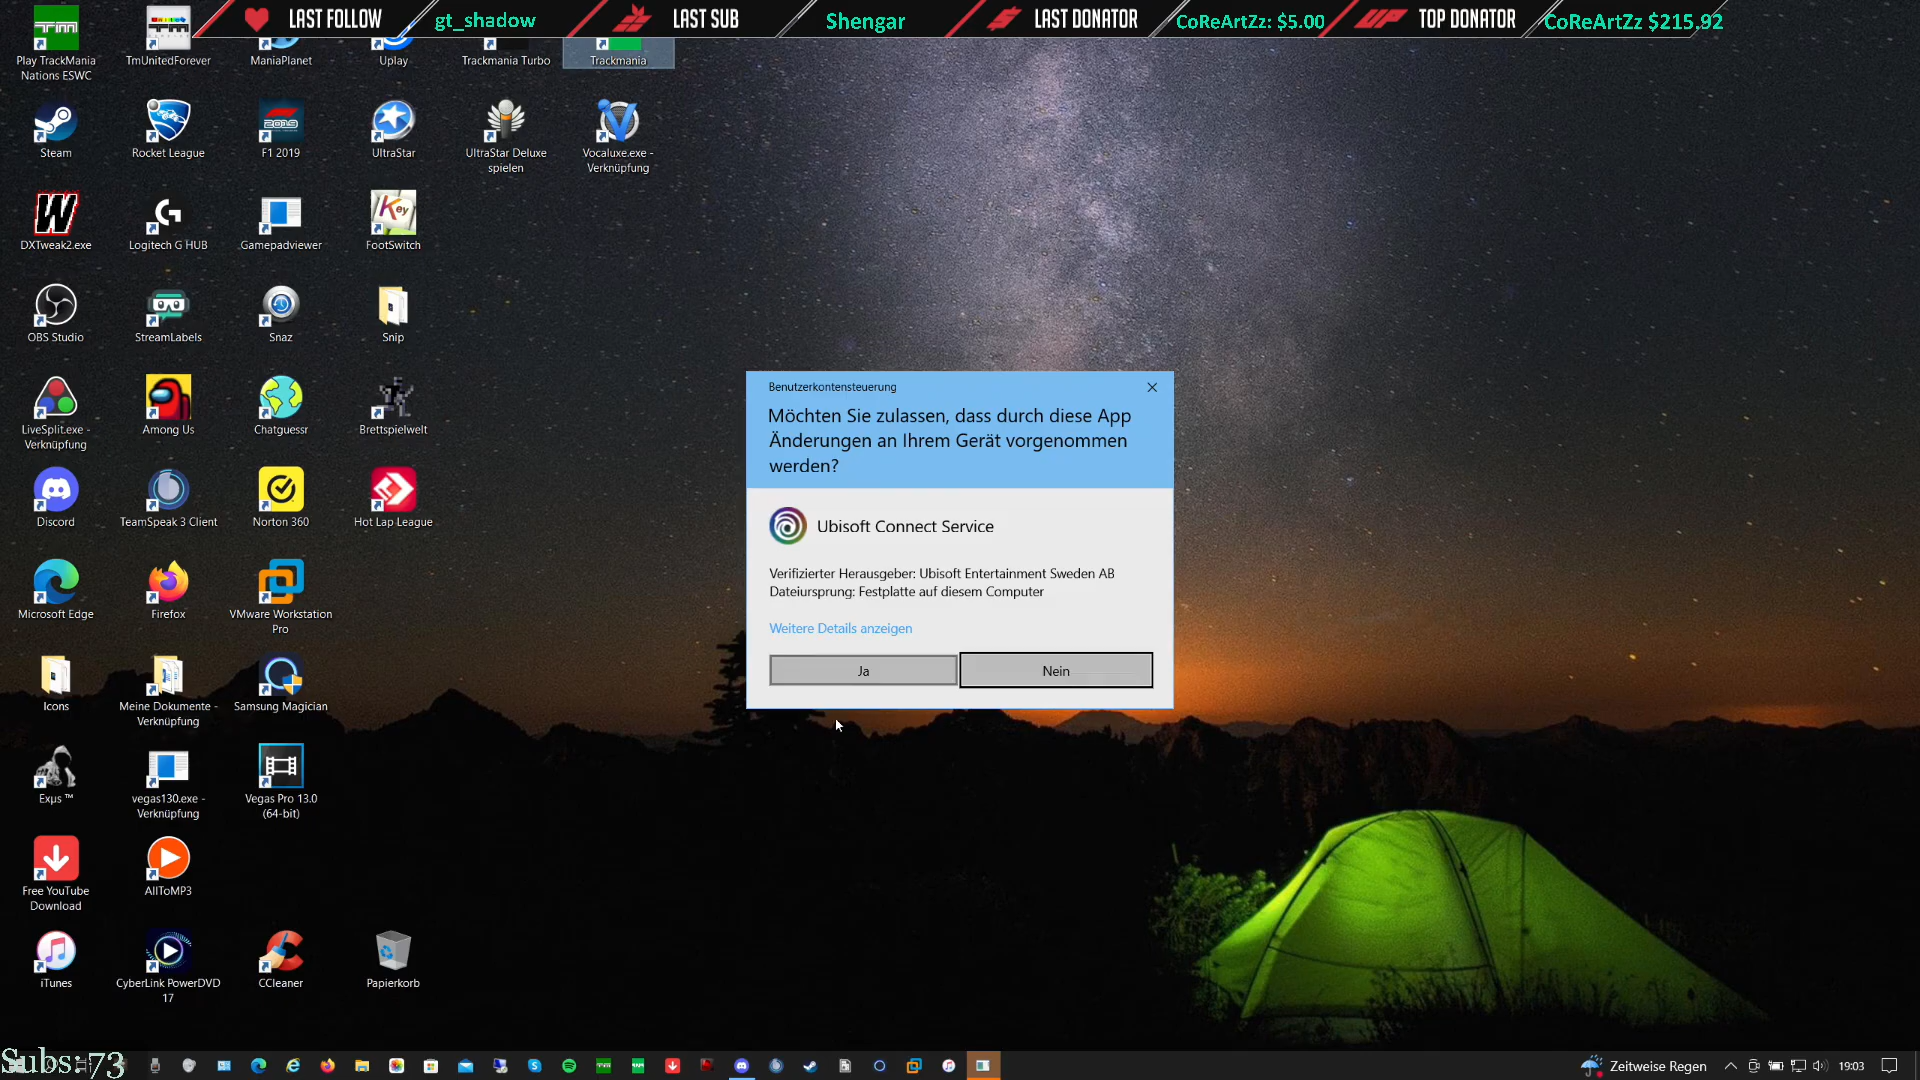 LAST FOLLOW
gt_shadow
LAST SUB
Shengar
LAST DONATOR
CoReArtZz: $5.00
TOP DONATOR
CoReArtZz $215.92
Play TrackMania
Nations ESWC
TmUnitedForever
ManiaPlanet
Uplay
Trackmania Turbo
Trackmania
Steam
Rocket League
F1 2019
UltraStar
UltraStar Deluxe
spielen
Vocaluxe.exe -
Verknüpfung
DXTweak2.exe
Logitech G HUB
Gamepadviewer
FootSwitch
OBS Studio
StreamLabels
Snaz
Snip
LiveSplit.exe -
Verknüpfung
Among Us
Chatguessr
Brettspielwelt
Discord
TeamSpeak 3 Client
Norton 360
Hot Lap League
Microsoft Edge
Firefox
VMware Workstation
Pro
Icons
Meine Dokumente -
Verknüpfung
Samsung Magician
Exµs ™
vegas130.exe -
Verknüpfung
Vegas Pro 13.0
(64-bit)
Free YouTube
Download
AllToMP3
iTunes
CyberLink PowerDVD
17
CCleaner
Papierkorb
Benutzerkontensteuerung
Möchten Sie zulassen, dass durch diese App
Änderungen an Ihrem Gerät vorgenommen
werden?
Ubisoft Connect Service
Verifizierter Herausgeber: Ubisoft Entertainment Sweden AB
Dateiursprung: Festplatte auf diesem Computer
Weitere Details anzeigen
Ja
Nein
Subs:73
Zeitweise Regen
19:03